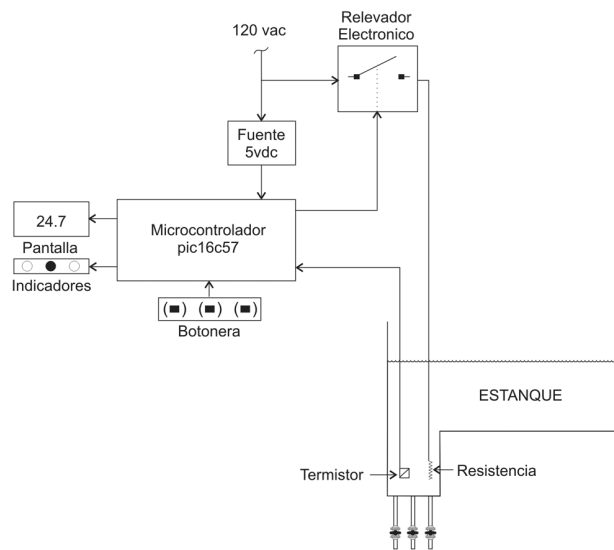 Relevador
Electronico
120 vac
Fuente
5vdc
24.7
Pantalla
Indicadores
Microcontrolador
pic16c57
Botonera
ESTANQUE
Termistor
Resistencia